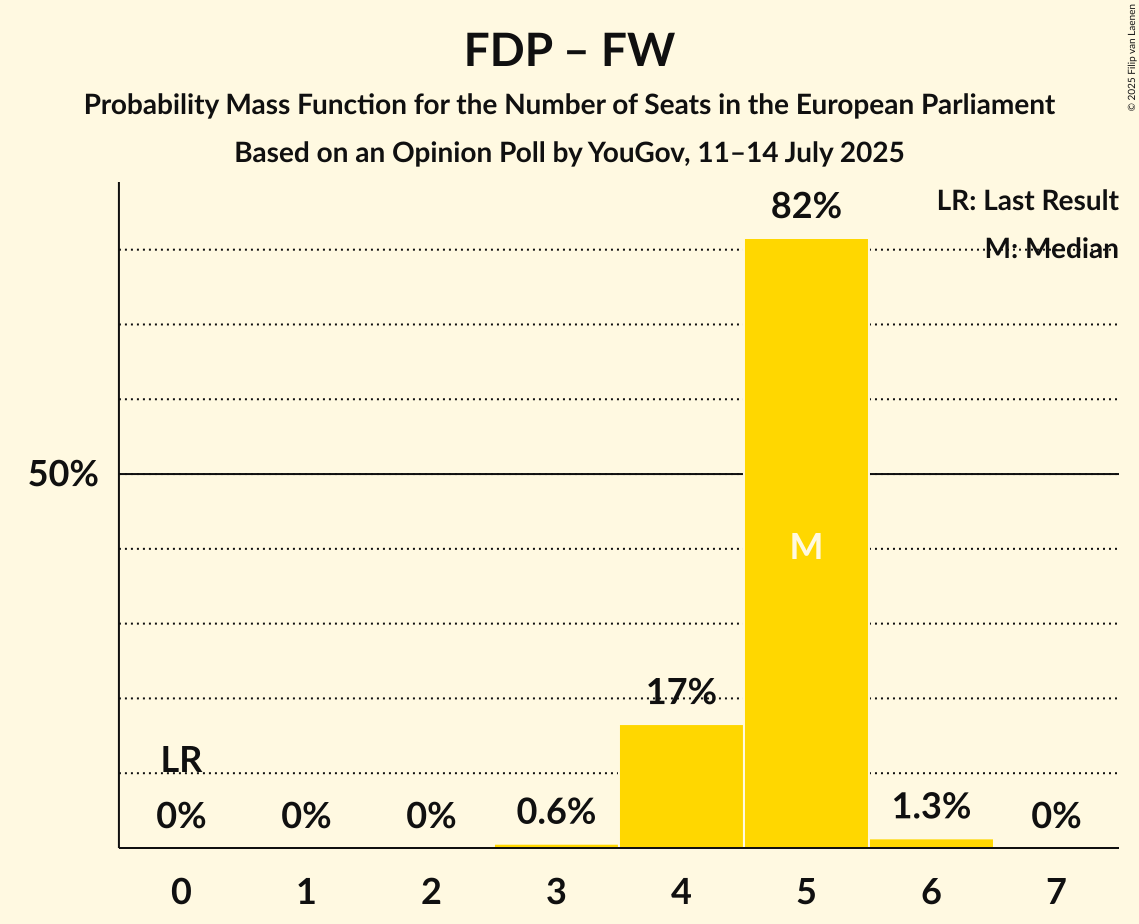 FDP – FW
Probability Mass Function for the Number of Seats in the European Parliament
Based on an Opinion Poll by YouGov, 11–14 July 2025
© 2025 Filip van Laenen
LR: Last Result
M: Median
82%
50%
M
17%
LR
0% 0% 0% 0.6% 1.3% 0%
0 1 2 3 4 5 6 7